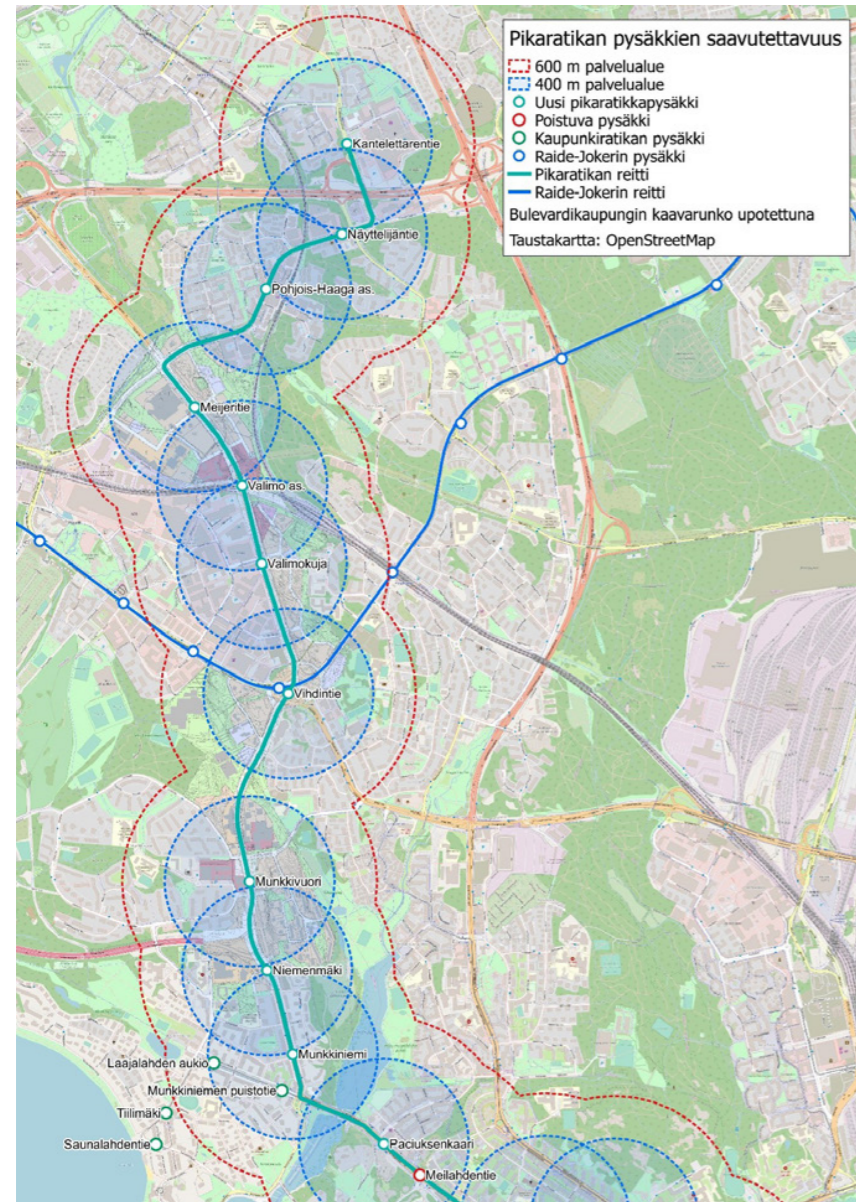 Pikaratikan pysäkkien saavutettavuus
600 m palvelualue
400 m palvelualue
Uusi pikaratikkapysäkki
Poistuva pysäkki
Kaupunkiratikan pysäkki
Raide-Jokerin pysäkki
Pikaratikan reitti
Raide-Jokerin reitti
Bulevardikaupungin kaavarunko upotettuna
Taustakartta: OpenStreetMap
Kantelettärentie
Näyttelijäntie
Pohjois-Haaga as.
Meijeritie
Valimo as.
Valimokuja
Vihdintie
Munkkivuori
Niemenmäki
Munkkiniemi
Laajalahden aukio
Munkkiniemen puistotie
Tiilimäki
Saunalahdentie
Paciuksenkaari
Meilahdentie